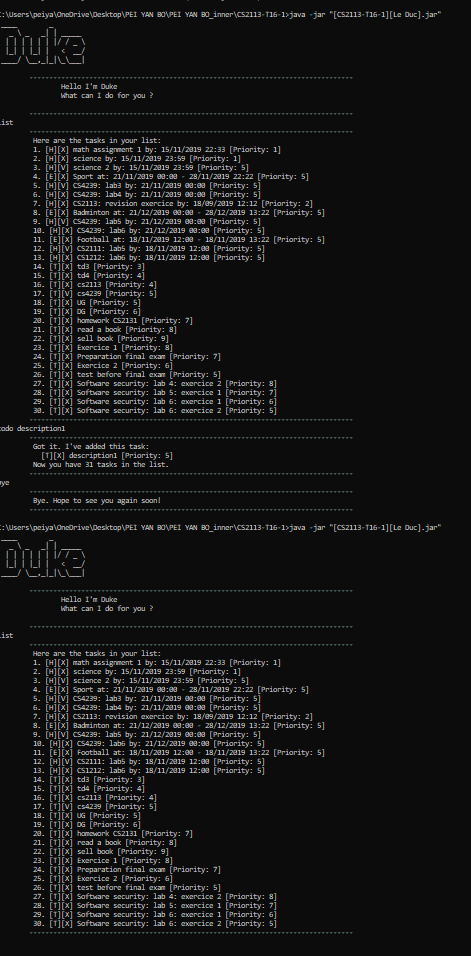 C:\Users\peiya\OneDrive\Desktop\PEI YAN BO\PEI YAN BO_inner\CS2113-T16-1>java -jar "[CS2113-T16-1][Le Duc].jar"
Hello I'm Duke
What can I do for you ?
list
Here are the tasks in your list:
1. [H][X] math assignment 1 by: 15/11/2019 22:33 [Priority: 1]
2. [H][X] science by: 15/11/2019 23:59 [Priority: 1]
3. [H][V] science 2 by: 15/11/2019 23:59 [Priority: 5]
4. [E][X] Sport at: 21/11/2019 00:00 - 28/11/2019 22:22 [Priority: 5]
5. [H][V] CS4239: lab3 by: 21/11/2019 00:00 [Priority: 5]
6. [H][X] CS4239: lab4 by: 21/11/2019 00:00 [Priority: 5]
7. [H][X] CS2113: revision exercice by: 18/09/2019 12:12 [Priority: 2]
8. [E][X] Badminton at: 21/12/2019 00:00 - 28/12/2019 13:22 [Priority: 5]
9. [H][V] CS4239: lab5 by: 21/12/2019 00:00 [Priority: 5]
10. [H][X] CS4239: lab6 by: 21/12/2019 00:00 [Priority: 5]
11. [E][X] Football at: 18/11/2019 12:00 - 18/11/2019 13:22 [Priority: 5]
12. [H][V] CS2111: lab5 by: 18/11/2019 12:00 [Priority: 5]
13. [H][X] CS1212: lab6 by: 18/11/2019 12:00 [Priority: 5]
14. [T][X] td3 [Priority: 3]
15. [T][X] td4 [Priority: 4]
16. [T][X] cs2113 [Priority: 4]
17. [T][V] cs4239 [Priority: 5]
18. [T][X] UG [Priority: 5]
19. [T][X] DG [Priority: 6]
20. [T][X] homework CS2131 [Priority: 7]
21. [T][X] read a book [Priority: 8]
22. [T][X] sell book [Priority: 9]
23. [T][X] Exercice 1 [Priority: 8]
24. [T][X] Preparation final exam [Priority: 7]
25. [T][X] Exercice 2 [Priority: 6]
26. [T][X] test before final exam [Priority: 5]
27. [T][X] Software security: lab 4: exercice 2 [Priority: 8]
28. [T][X] Software security: lab 5: exercice 1 [Priority: 7]
29. [T][X] Software security: lab 6: exercice 1 [Priority: 6]
30. [T][X] Software security: lab 6: exercice 2 [Priority: 5]
todo description1
Got it. I've added this task:
[T][X] description1 [Priority: 5]
Now you have 31 tasks in the list.
bye
Bye. Hope to see you again soon!
C:\Users\peiya\OneDrive\Desktop\PEI YAN BO\PEI YAN BO_inner\CS2113-T16-1>java -jar "[CS2113-T16-1][Le Duc].jar"
Hello I'm Duke
What can I do for you ?
list
Here are the tasks in your list:
1. [H][X] math assignment 1 by: 15/11/2019 22:33 [Priority: 1]
2. [H][X] science by: 15/11/2019 23:59 [Priority: 1]
3. [H][V] science 2 by: 15/11/2019 23:59 [Priority: 5]
4. [E][X] Sport at: 21/11/2019 00:00 - 28/11/2019 22:22 [Priority: 5]
5. [H][V] CS4239: lab3 by: 21/11/2019 00:00 [Priority: 5]
6. [H][X] CS4239: lab4 by: 21/11/2019 00:00 [Priority: 5]
7. [H][X] CS2113: revision exercice by: 18/09/2019 12:12 [Priority: 2]
8. [E][X] Badminton at: 21/12/2019 00:00 - 28/12/2019 13:22 [Priority: 5]
9. [H][V] CS4239: lab5 by: 21/12/2019 00:00 [Priority: 5]
10. [H][X] CS4239: lab6 by: 21/12/2019 00:00 [Priority: 5]
11. [E][X] Football at: 18/11/2019 12:00 - 18/11/2019 13:22 [Priority: 5]
12. [H][V] CS2111: lab5 by: 18/11/2019 12:00 [Priority: 5]
13. [H][X] CS1212: lab6 by: 18/11/2019 12:00 [Priority: 5]
14. [T][X] td3 [Priority: 3]
15. [T][X] td4 [Priority: 4]
16. [T][X] cs2113 [Priority: 4]
17. [T][V] cs4239 [Priority: 5]
18. [T][X] UG [Priority: 5]
19. [T][X] DG [Priority: 6]
20. [T][X] homework CS2131 [Priority: 7]
21. [T][X] read a book [Priority: 8]
22. [T][X] sell book [Priority: 9]
23. [T][X] Exercice 1 [Priority: 8]
24. [T][X] Preparation final exam [Priority: 7]
25. [T][X] Exercice 2 [Priority: 6]
26. [T][X] test before final exam [Priority: 5]
27. [T][X] Software security: lab 4: exercice 2 [Priority: 8]
28. [T][X] Software security: lab 5: exercice 1 [Priority: 7]
29. [T][X] Software security: lab 6: exercice 1 [Priority: 6]
30. [T][X] Software security: lab 6: exercice 2 [Priority: 5]